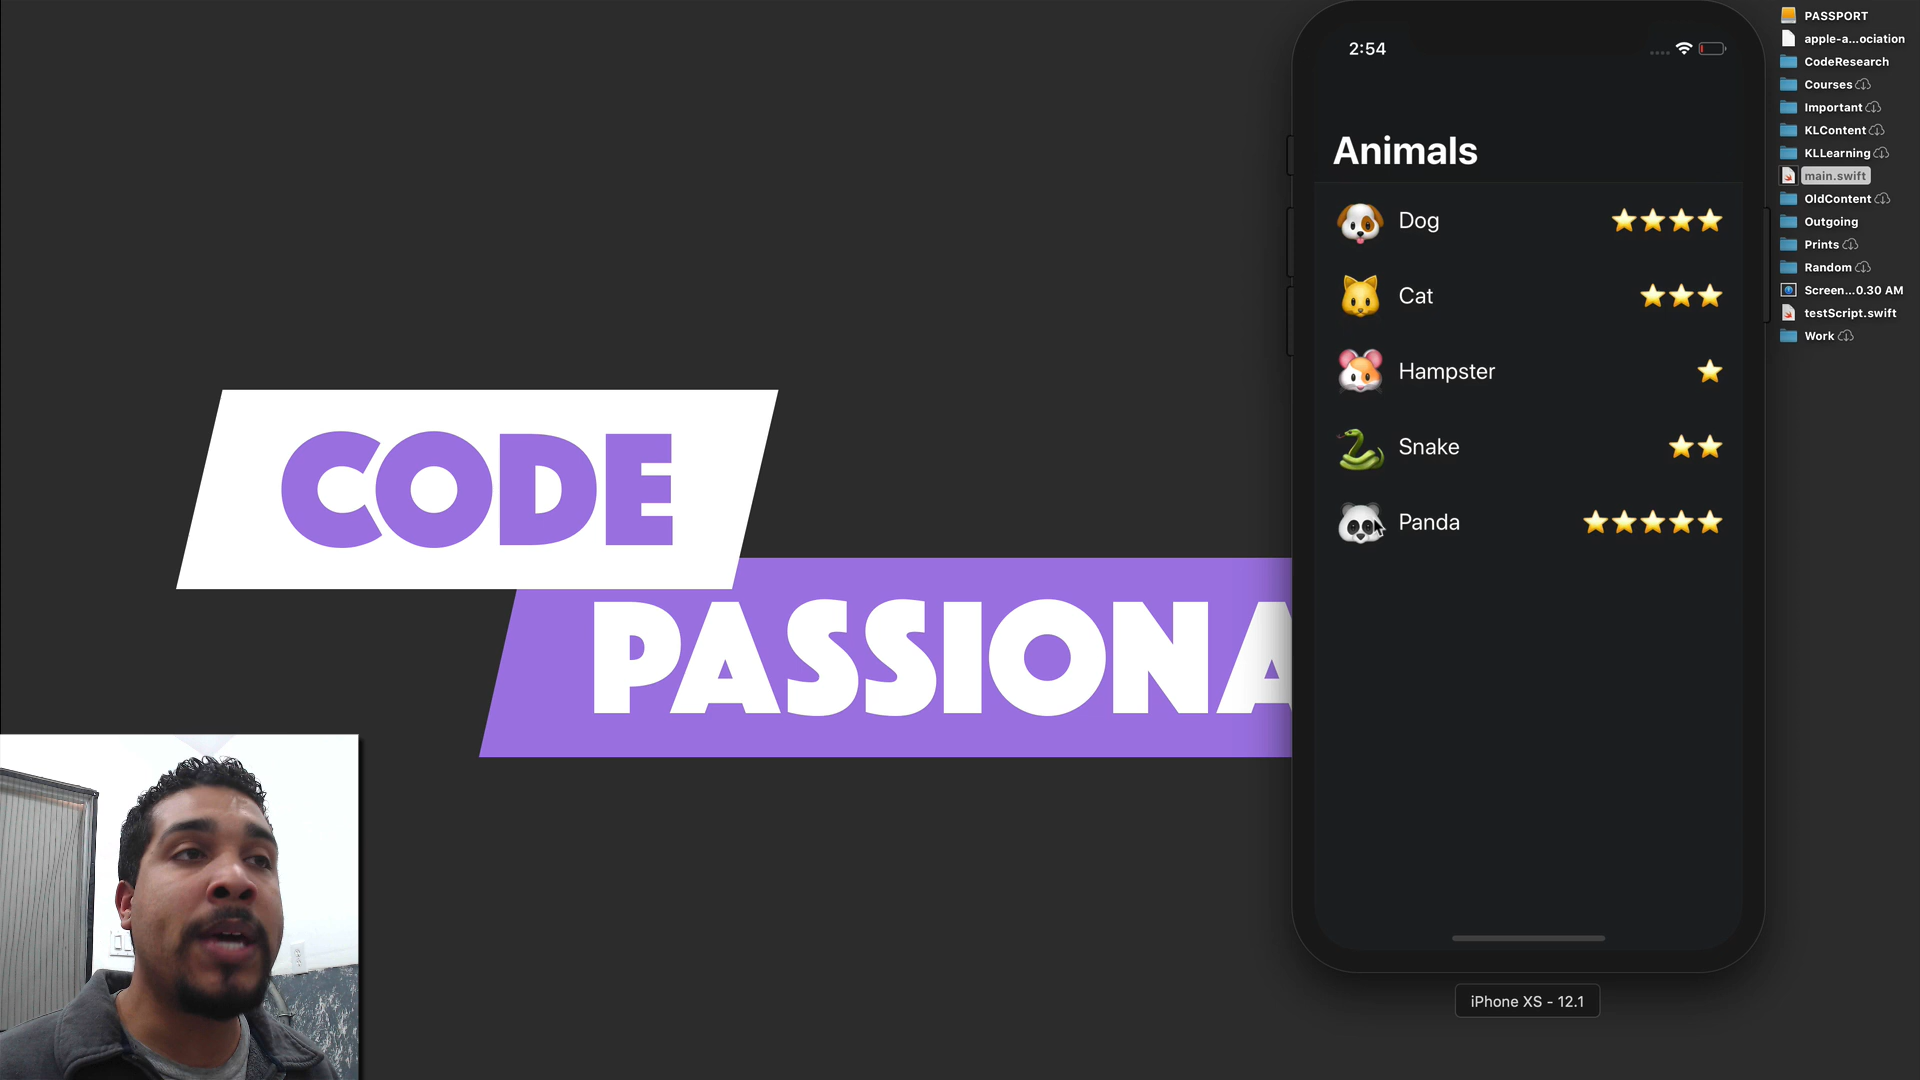 CODE
PASSIONA
2:54
Animals
Dog
Cat
Hampster
Snake
Panda
iPhone XS - 12.1
PASSPORT
apple-a...ociation
CodeResearch
Courses
Important
KLContent
KLLearning
main.swift
OldContent
Outgoing
Prints
Random
Screen...0.30 AM
testScript.swift
Work